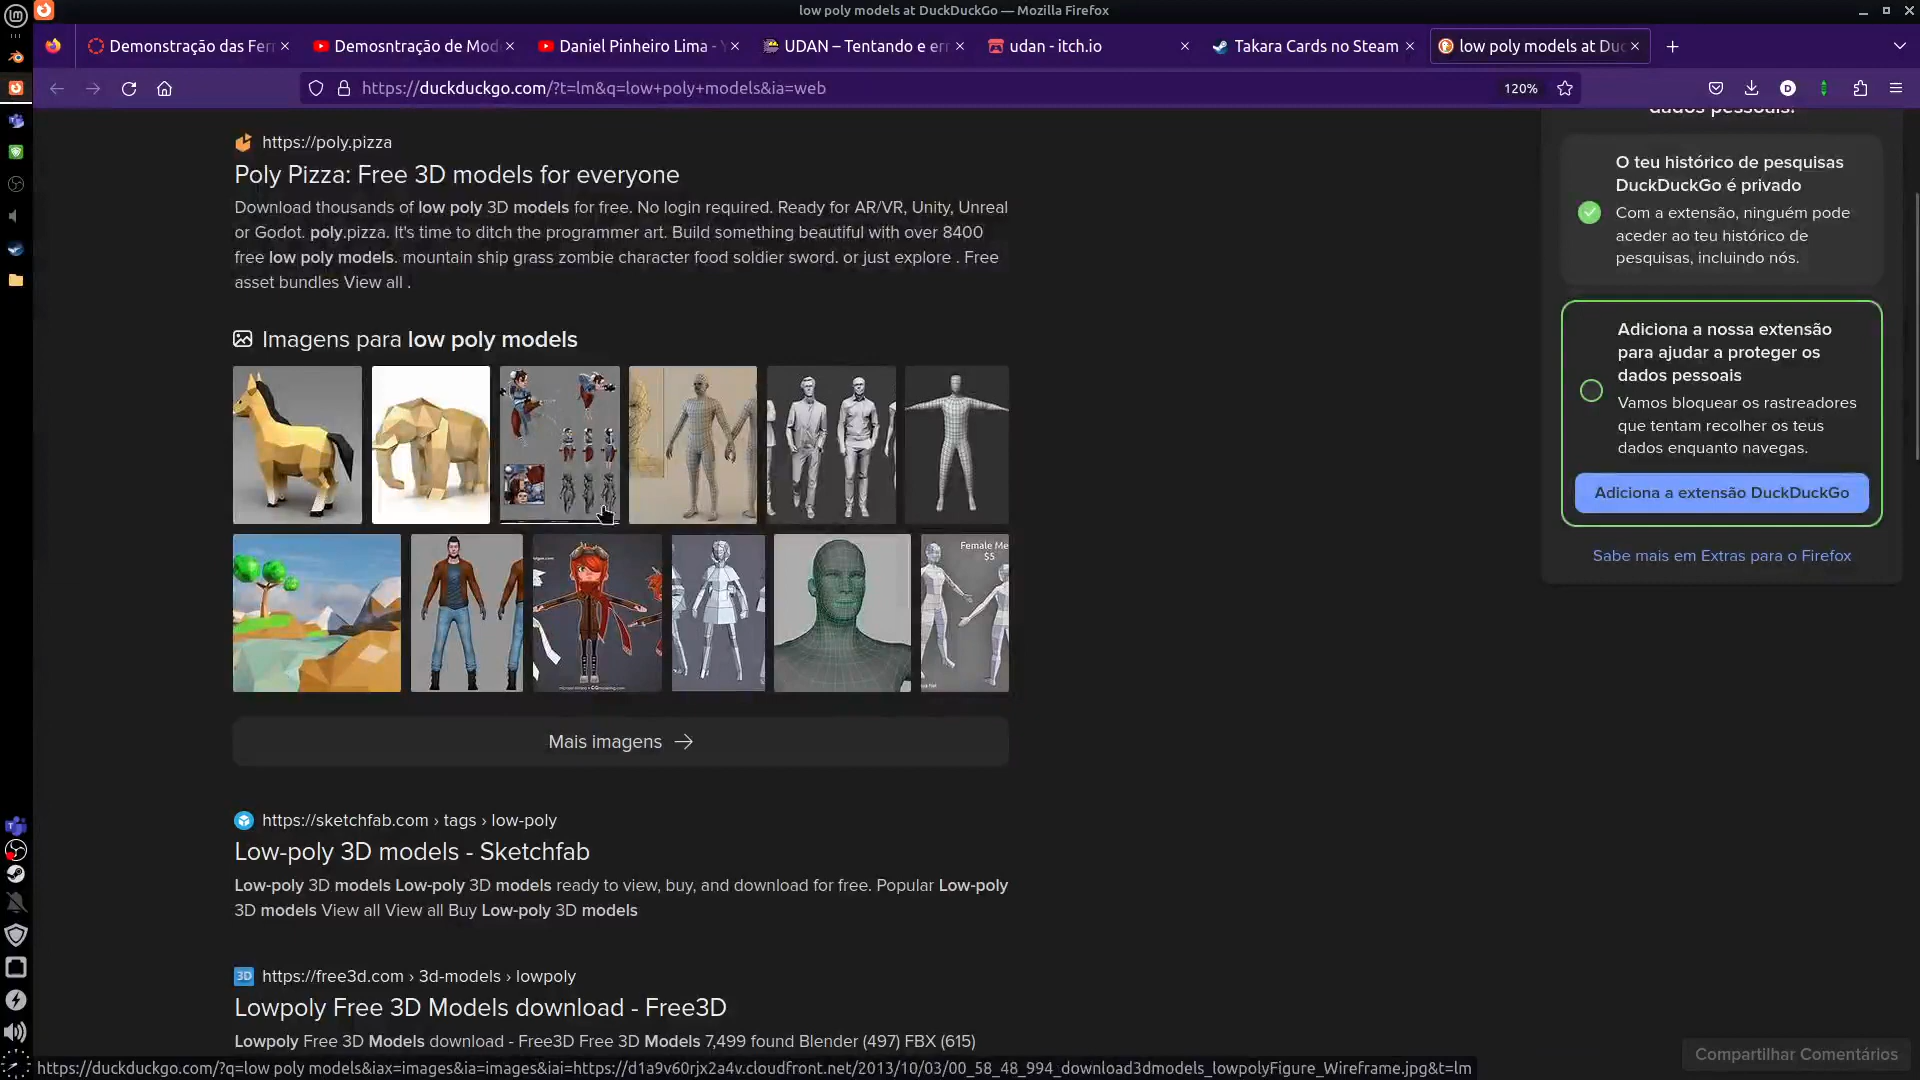 low poly models at DuckDuckGo — Mozilla Firefox
Demonstração das Ferr
Demosntração de Mod
Daniel Pinheiro Lima - Y
UDAN – Tentando e err
udan - itch.io
Takara Cards no Steam
low poly models at Duc
https://duckduckgo.com/?t=lm&q=low+poly+models&ia=web
120%
https://poly.pizza
Poly Pizza: Free 3D models for everyone
Download thousands of low poly 3D models for free. No login required. Ready for AR/VR, Unity, Unreal
or Godot. poly.pizza. It's time to ditch the programmer art. Build something beautiful with over 8400
free low poly models. mountain ship grass zombie character food soldier sword. or just explore . Free
asset bundles View all .
Imagens para low poly models
Female Me
$5
Mais imagens
https://sketchfab.com › tags › low-poly
Low-poly 3D models - Sketchfab
Low-poly 3D models Low-poly 3D models ready to view, buy, and download for free. Popular Low-poly
3D models View all View all Buy Low-poly 3D models
3D
https://free3d.com › 3d-models › lowpoly
Lowpoly Free 3D Models download - Free3D
Lowpoly Free 3D Models download - Free3D Free 3D Models 7,499 found Blender (497) FBX (615)
dados pessoais!
O teu histórico de pesquisas
DuckDuckGo é privado
Com a extensão, ninguém pode
aceder ao teu histórico de
pesquisas, incluindo nós.
Adiciona a nossa extensão
para ajudar a proteger os
dados pessoais
Vamos bloquear os rastreadores
que tentam recolher os teus
dados enquanto navegas.
Adiciona a extensão DuckDuckGo
Sabe mais em Extras para o Firefox
Compartilhar Comentários
https://duckduckgo.com/?q=low poly models&iax=images&ia=images&iai=https://d1a9v60rjx2a4v.cloudfront.net/2013/10/03/00_58_48_994_download3dmodels_lowpolyFigure_Wireframe.jpg&t=lm